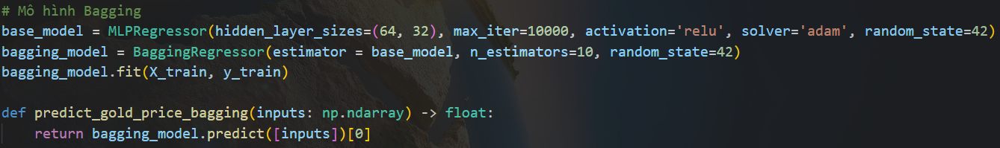 # Mô hình Bagging
base_model = MLPRegressor(hidden_layer_sizes=(64, 32), max_iter=10000, activation='relu', solver='adam', random_state=42)
bagging_model = BaggingRegressor(estimator = base_model, n_estimators=10, random_state=42)
bagging_model.fit(X_train, y_train)
def predict_gold_price_bagging(inputs: np.ndarray) -> float:
    return bagging_model.predict([inputs])[0]